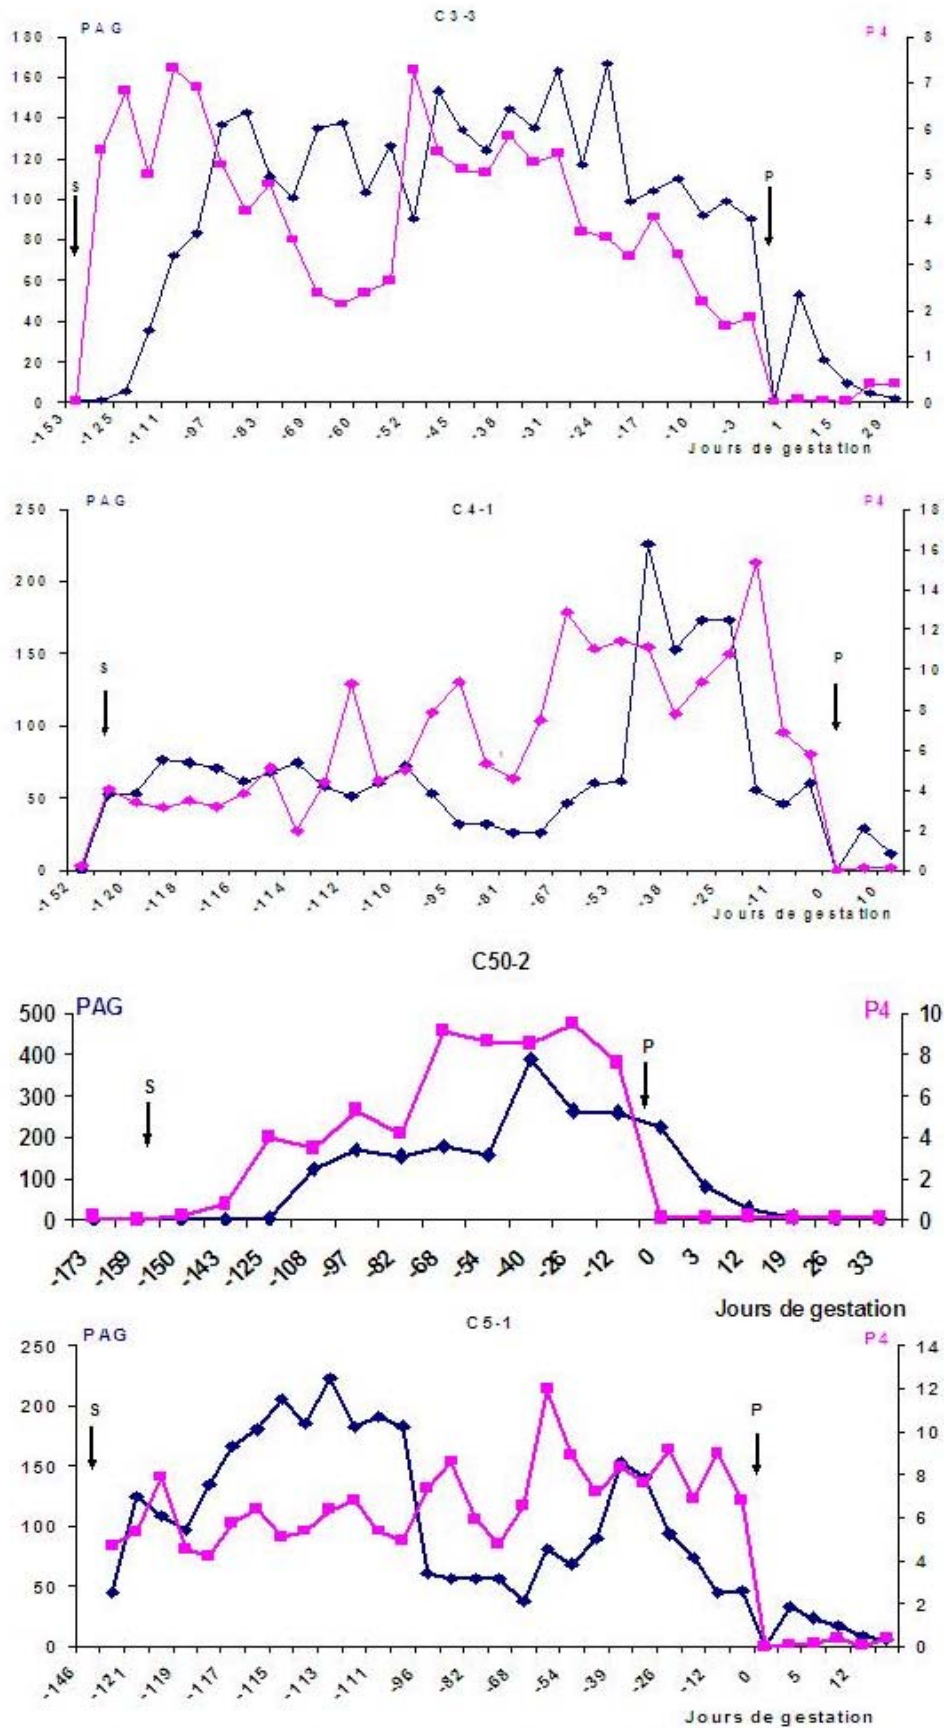 C3-3
PAG P4
180 8
160 7
140 6
120 5
100 4
80 3
60 2
40 1
20 0
0
S P
-153 -125 -111 -97 -83 -69 -60 -52 -45 -38 -31 -24 -17 -10 -3 1 15 29
Jours de gestation
PAG C4-1 P4
250 18
200 16
150 14
100 12
50 10
0 8
6
4
2
0
S P
-152 -120 -118 -116 -114 -112 -110 -95 -81 -67 -53 -38 -25 -11 0 10
Jours de gestation
C50-2
PAG P4
500 10
400 8
300 6
200 4
100 2
0 0
S P
-173 -159 -150 -143 -125 -108 -97 -82 -68 -54 -40 -26 -12 0 3 12 19 26 33
Jours de gestation
PAG C5-1 P4
250 14
200 12
150 10
100 8
50 6
0 4
2
0
S P
-146 -121 -119 -117 -115 -113 -111 -96 -82 -68 -54 -39 -26 -12 0 5 12
Jours de gestation